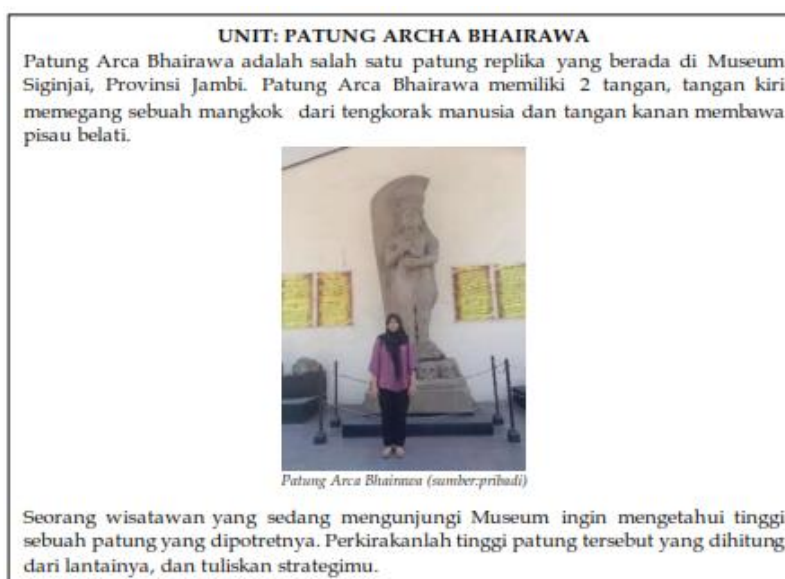 UNIT: PATUNG ARCHA BHAIRAWA
Patung Arca Bhairawa adalah salah satu patung replika yang berada di Museum
Siginjai, Provinsi Jambi. Patung Arca Bhairawa memiliki 2 tangan, tangan kiri
memegang sebuah mangkok dari tengkorak manusia dan tangan kanan membawa
pisau belati.
Patung Arca Bhairawa (sumber:pribadi)
Seorang wisatawan yang sedang mengunjungi Museum ingin mengetahui tinggi
sebuah patung yang dipotretnya. Perkirakanlah tinggi patung tersebut yang dihitung
dari lantainya, dan tuliskan strategimu.